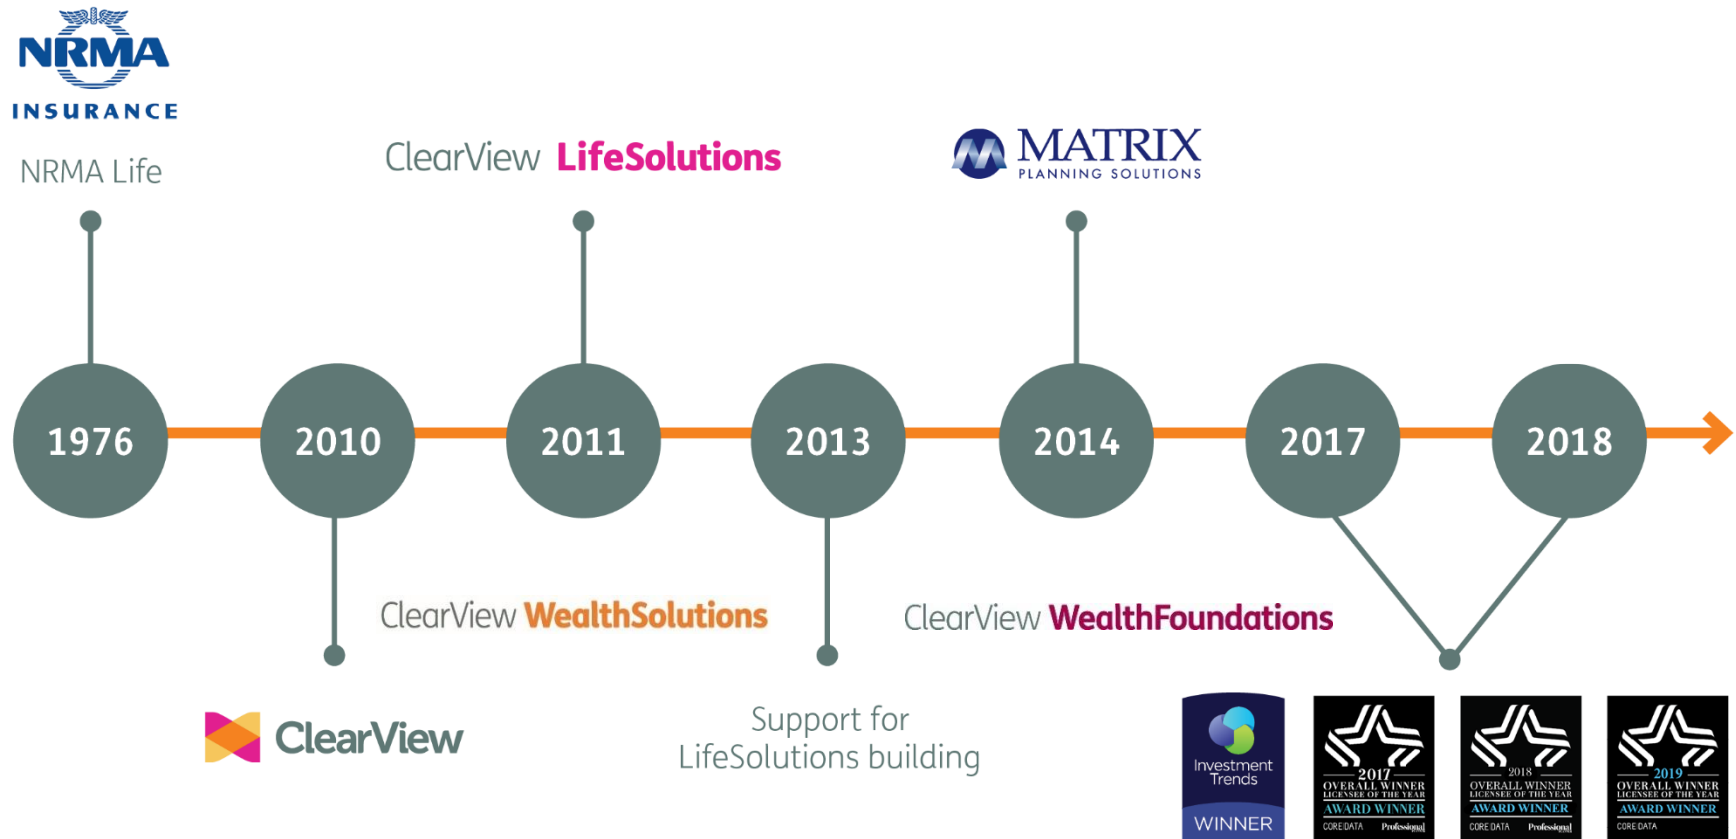 NRMA
INSURANCE
NRMA Life
ClearView LifeSolutions
MATRIX
PLANNING SOLUTIONS
1976
2010
2011
2013
2014
2017
2018
ClearView WealthSolutions
ClearView WealthFoundations
ClearView
Support for
LifeSolutions building
Investment
Trends
WINNER
2017
OVERALL WINNER
LICENSEE OF THE YEAR
AWARD WINNER
COREDATA Professional
2018
OVERALL WINNER
LICENSEE OF THE YEAR
AWARD WINNER
COREDATA Professional
2019
OVERALL WINNER
LICENSEE OF THE YEAR
AWARD WINNER
COREDATA